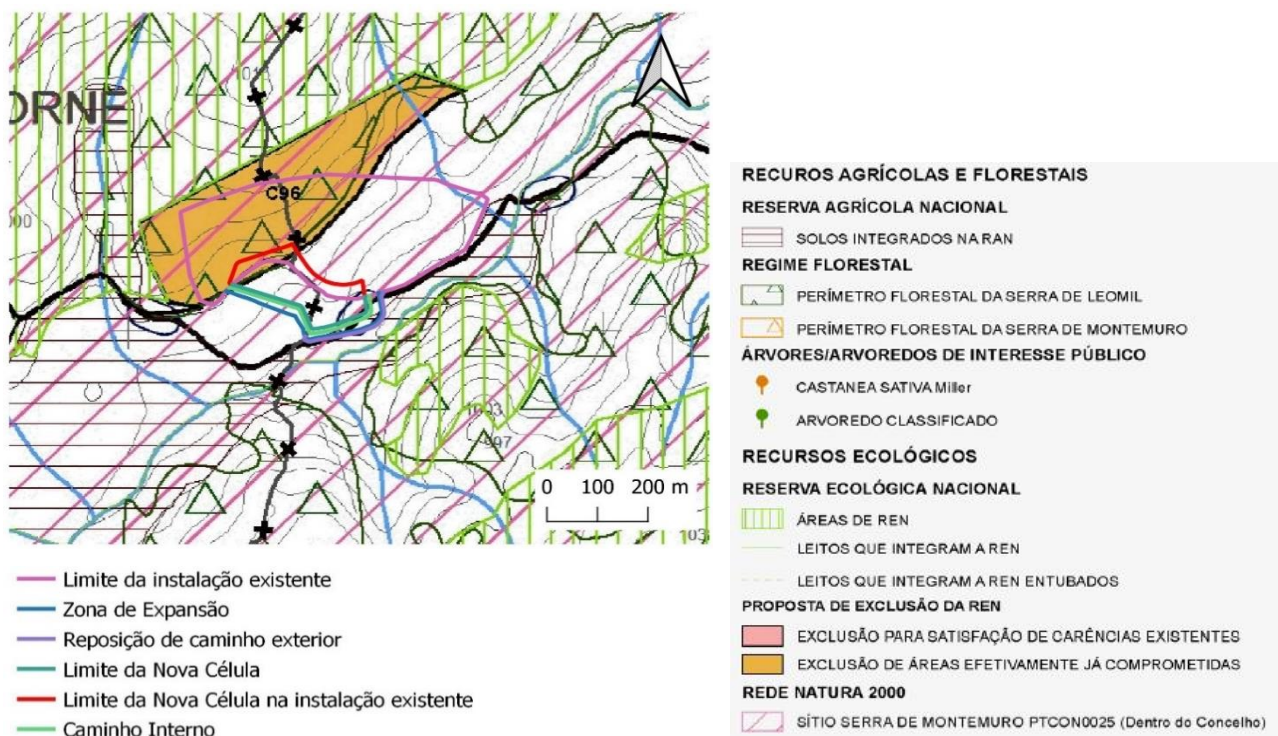 ORNE
C96
997
0 100 200 m
Limite da instalação existente
Zona de Expansão
Reposição de caminho exterior
Limite da Nova Célula
Limite da Nova Célula na instalação existente
Caminho Interno
RECUROS AGRÍCOLAS E FLORESTAIS
RESERVA AGRÍCOLA NACIONAL
SOLOS INTEGRADOS NA RAN
REGIME FLORESTAL
PERÍMETRO FLORESTAL DA SERRA DE LEOMIL
PERÍMETRO FLORESTAL DA SERRA DE MONTEMURO
ÁRVORES/ARVOREDOS DE INTERESSE PÚBLICO
CASTANEA SATIVA Miller
ARVOREDO CLASSIFICADO
RECURSOS ECOLÓGICOS
RESERVA ECOLÓGICA NACIONAL
ÁREAS DE REN
LEITOS QUE INTEGRAM A REN
LEITOS QUE INTEGRAM A REN ENTUBADOS
PROPOSTA DE EXCLUSÃO DA REN
EXCLUSÃO PARA SATISFAÇÃO DE CARÊNCIAS EXISTENTES
EXCLUSÃO DE ÁREAS EFETIVAMENTE JÁ COMPROMETIDAS
REDE NATURA 2000
SÍTIO SERRA DE MONTEMURO PTCON0025 (Dentro do Concelho)